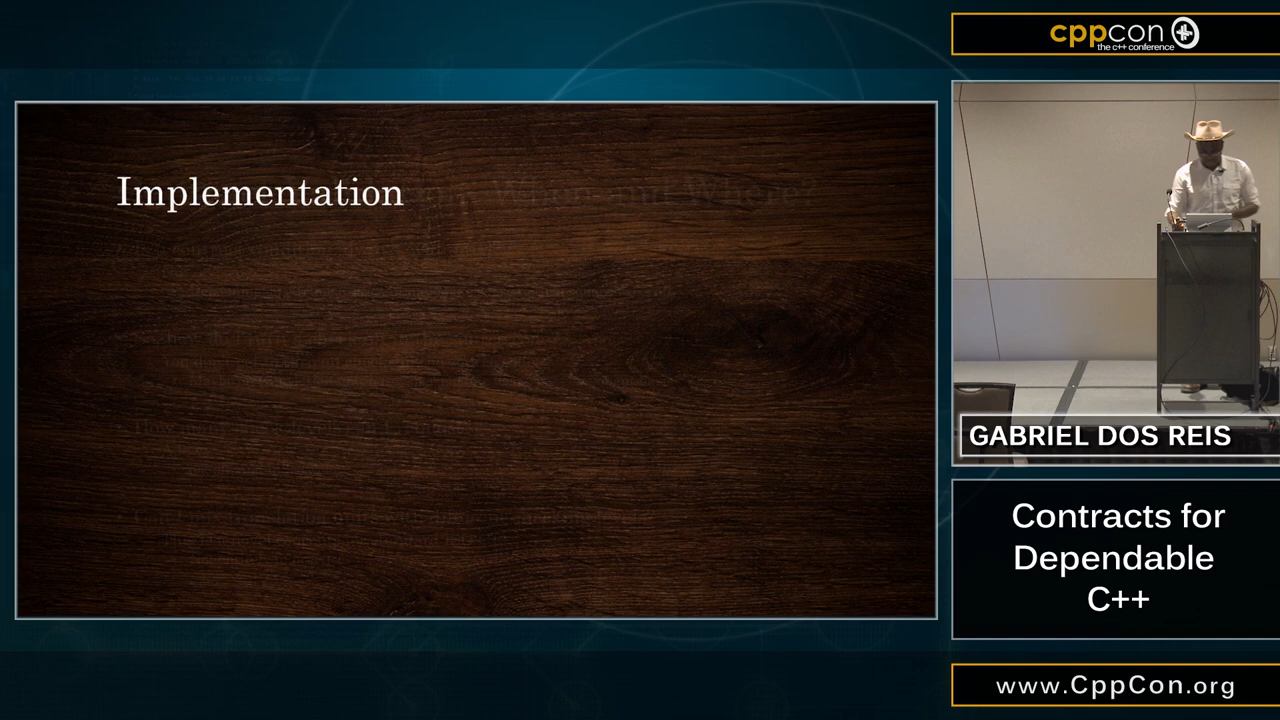 cppcon
the c++ conference
Implementation
GABRIEL DOS REIS
Contracts for
Dependable
C++
www.CppCon.org